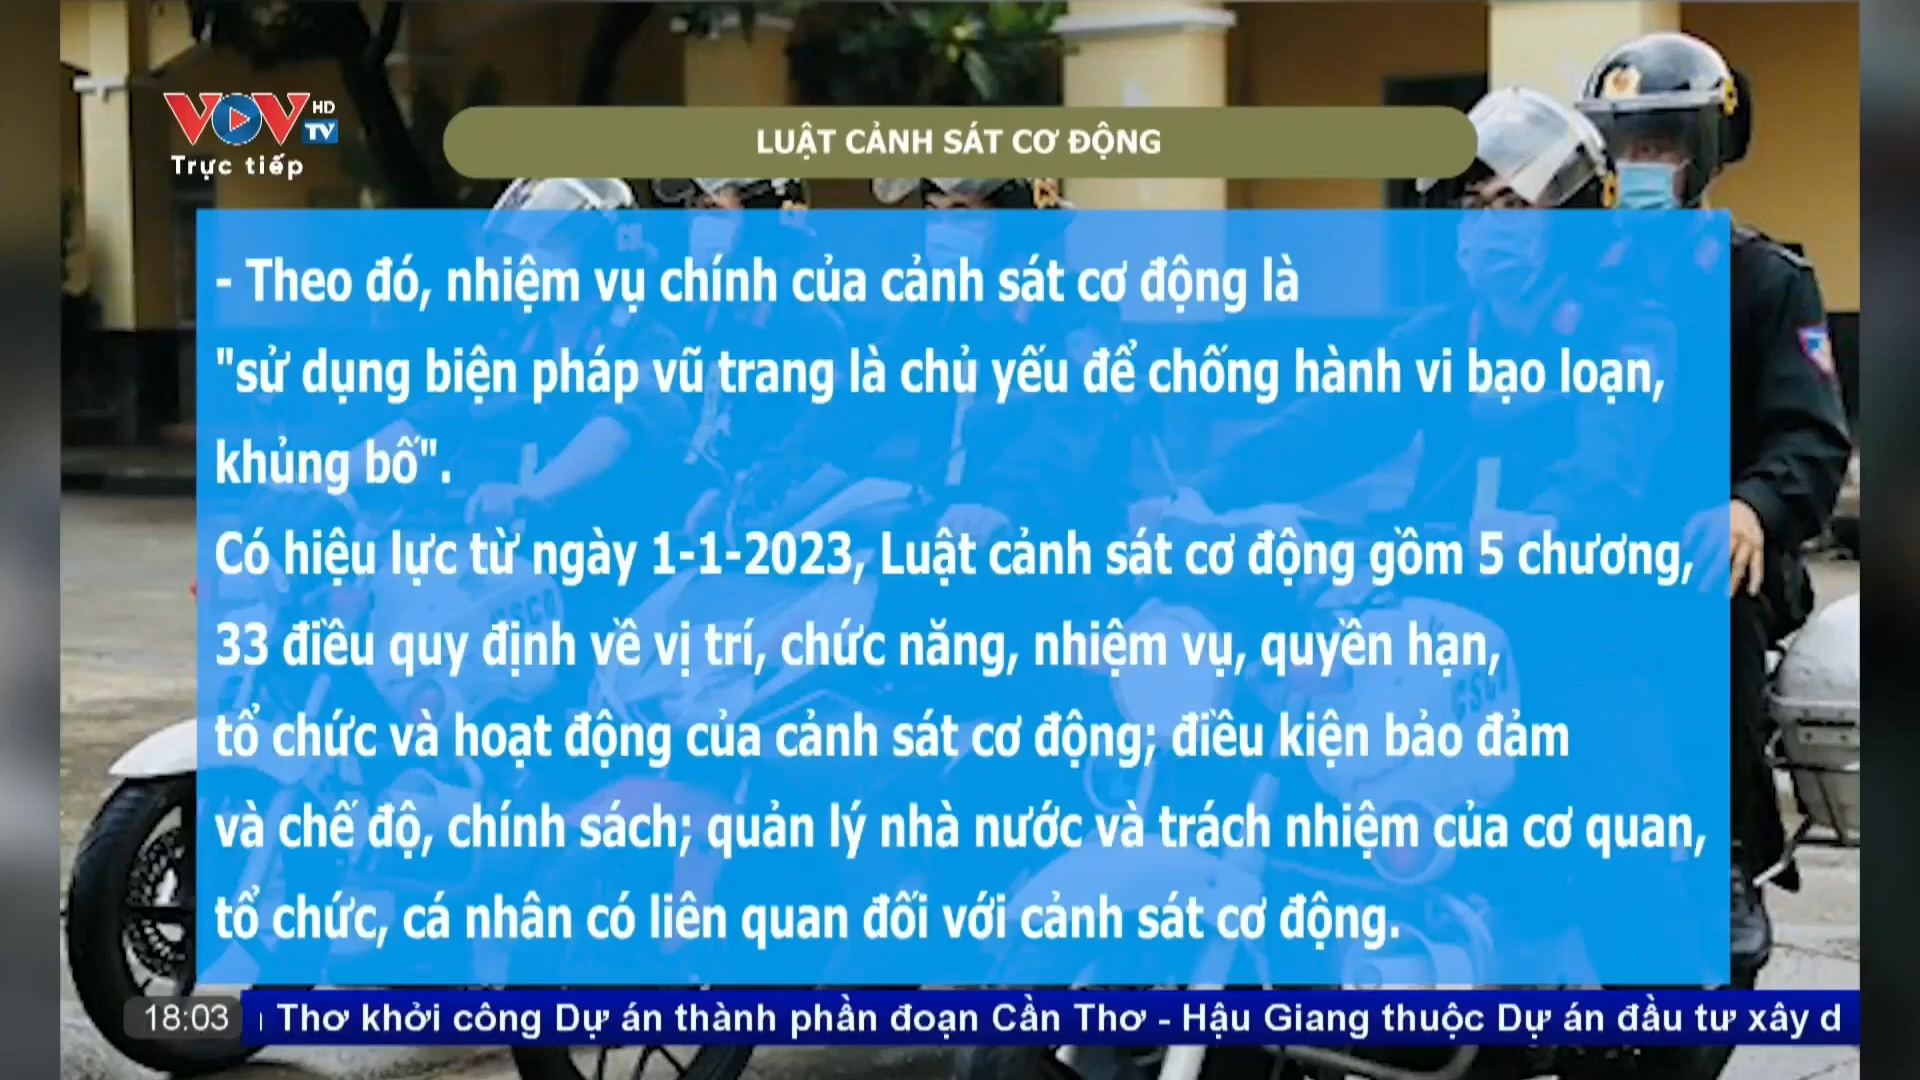 VOV TV HD
Trực tiếp
LUẬT CẢNH SÁT CƠ ĐỘNG
- Theo đó, nhiệm vụ chính của cảnh sát cơ động là
"sử dụng biện pháp vũ trang là chủ yếu để chống hành vi bạo loạn,
khủng bố".
Có hiệu lực từ ngày 1-1-2023, Luật cảnh sát cơ động gồm 5 chương,
33 điều quy định về vị trí, chức năng, nhiệm vụ, quyền hạn,
tổ chức và hoạt động của cảnh sát cơ động; điều kiện bảo đảm
và chế độ, chính sách; quản lý nhà nước và trách nhiệm của cơ quan,
tổ chức, cá nhân có liên quan đối với cảnh sát cơ động.
18:03
Thơ khởi công Dự án thành phần đoạn Cần Thơ - Hậu Giang thuộc Dự án đầu tư xây d